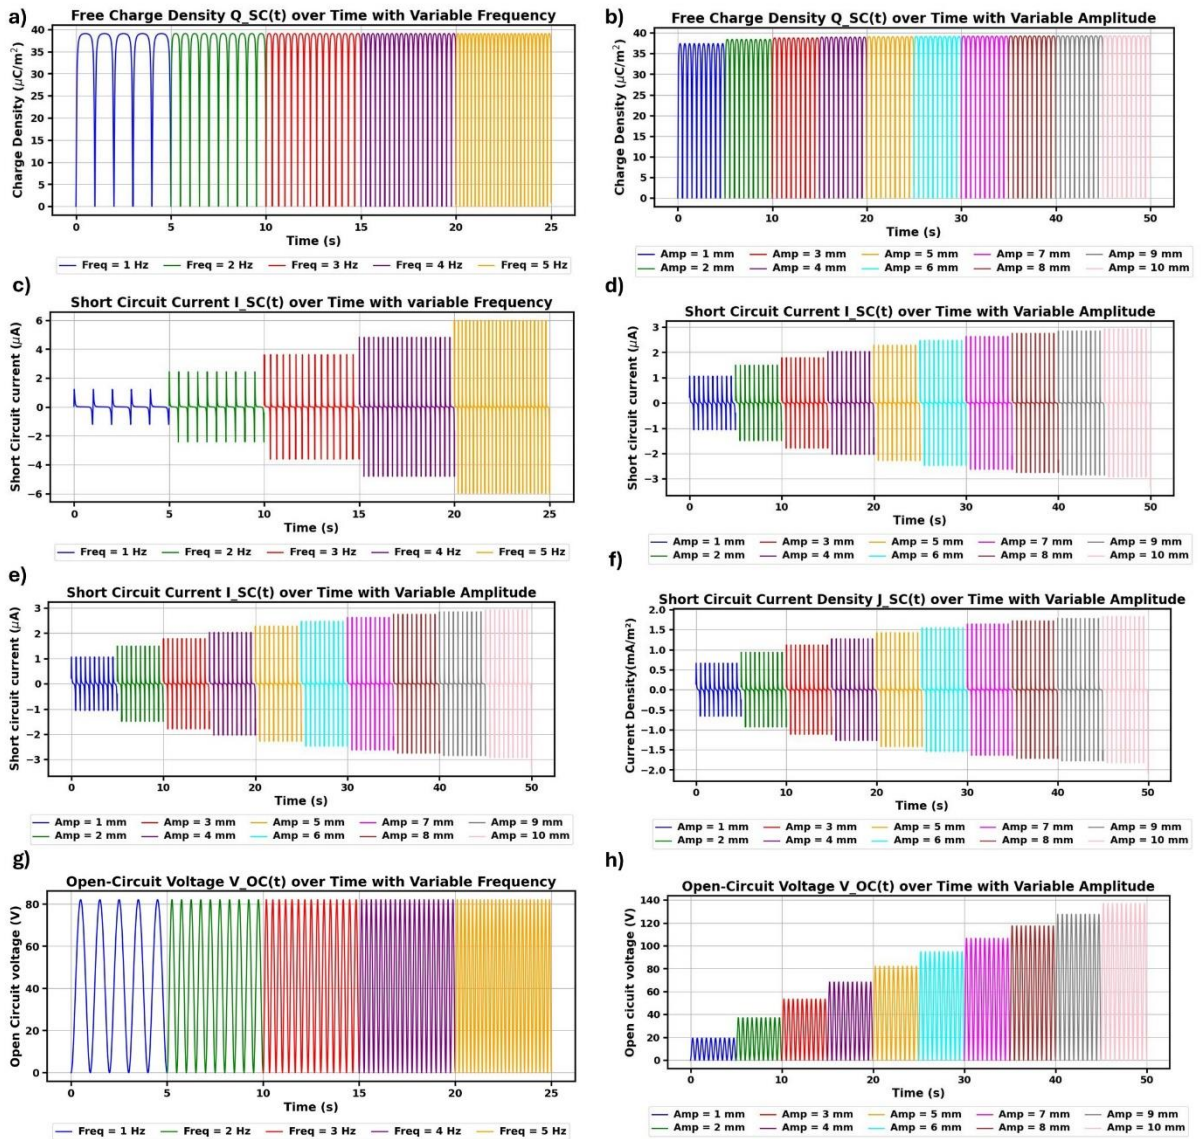 a)
Free Charge Density Q_SC(t) over Time with Variable Frequency
Charge Density (μC/m²)
40
35
30
25
20
15
10
5
0
0 5 10 15 20 25
Time (s)
Freq = 1 Hz Freq = 2 Hz Freq = 3 Hz Freq = 4 Hz Freq = 5 Hz
b)
Free Charge Density Q_SC(t) over Time with Variable Amplitude
Charge Density (μC/m²)
40
35
30
25
20
15
10
5
0
0 10 20 30 40 50
Time (s)
Amp = 1 mm Amp = 3 mm Amp = 5 mm Amp = 7 mm Amp = 9 mm
Amp = 2 mm Amp = 4 mm Amp = 6 mm Amp = 8 mm Amp = 10 mm
c)
Short Circuit Current I_SC(t) over Time with variable Frequency
Short Circuit current (μA)
6
4
2
0
−2
−4
−6
0 5 10 15 20 25
Time (s)
Freq = 1 Hz Freq = 2 Hz Freq = 3 Hz Freq = 4 Hz Freq = 5 Hz
d)
Short Circuit Current I_SC(t) over Time with Variable Amplitude
Short circuit current (μA)
3
2
1
0
−1
−2
−3
0 10 20 30 40 50
Time (s)
Amp = 1 mm Amp = 3 mm Amp = 5 mm Amp = 7 mm Amp = 9 mm
Amp = 2 mm Amp = 4 mm Amp = 6 mm Amp = 8 mm Amp = 10 mm
e)
Short Circuit Current I_SC(t) over Time with Variable Amplitude
Short circuit current (μA)
3
2
1
0
−1
−2
−3
0 10 20 30 40 50
Time (s)
Amp = 1 mm Amp = 3 mm Amp = 5 mm Amp = 7 mm Amp = 9 mm
Amp = 2 mm Amp = 4 mm Amp = 6 mm Amp = 8 mm Amp = 10 mm
f)
Short Circuit Current Density J_SC(t) over Time with Variable Amplitude
Current Density(mA/m²)
2.0
1.5
1.0
0.5
0.0
−0.5
−1.0
−1.5
−2.0
0 10 20 30 40 50
Time (s)
Amp = 1 mm Amp = 3 mm Amp = 5 mm Amp = 7 mm Amp = 9 mm
Amp = 2 mm Amp = 4 mm Amp = 6 mm Amp = 8 mm Amp = 10 mm
g)
Open-Circuit Voltage V_OC(t) over Time with Variable Frequency
Open Circuit voltage (V)
80
60
40
20
0
0 5 10 15 20 25
Time (s)
Freq = 1 Hz Freq = 2 Hz Freq = 3 Hz Freq = 4 Hz Freq = 5 Hz
h)
Open-Circuit Voltage V_OC(t) over Time with Variable Amplitude
Open cicuit voltage (V)
140
120
100
80
60
40
20
0
0 10 20 30 40 50
Time (s)
Amp = 1 mm Amp = 3 mm Amp = 5 mm Amp = 7 mm Amp = 9 mm
Amp = 2 mm Amp = 4 mm Amp = 6 mm Amp = 8 mm Amp = 10 mm